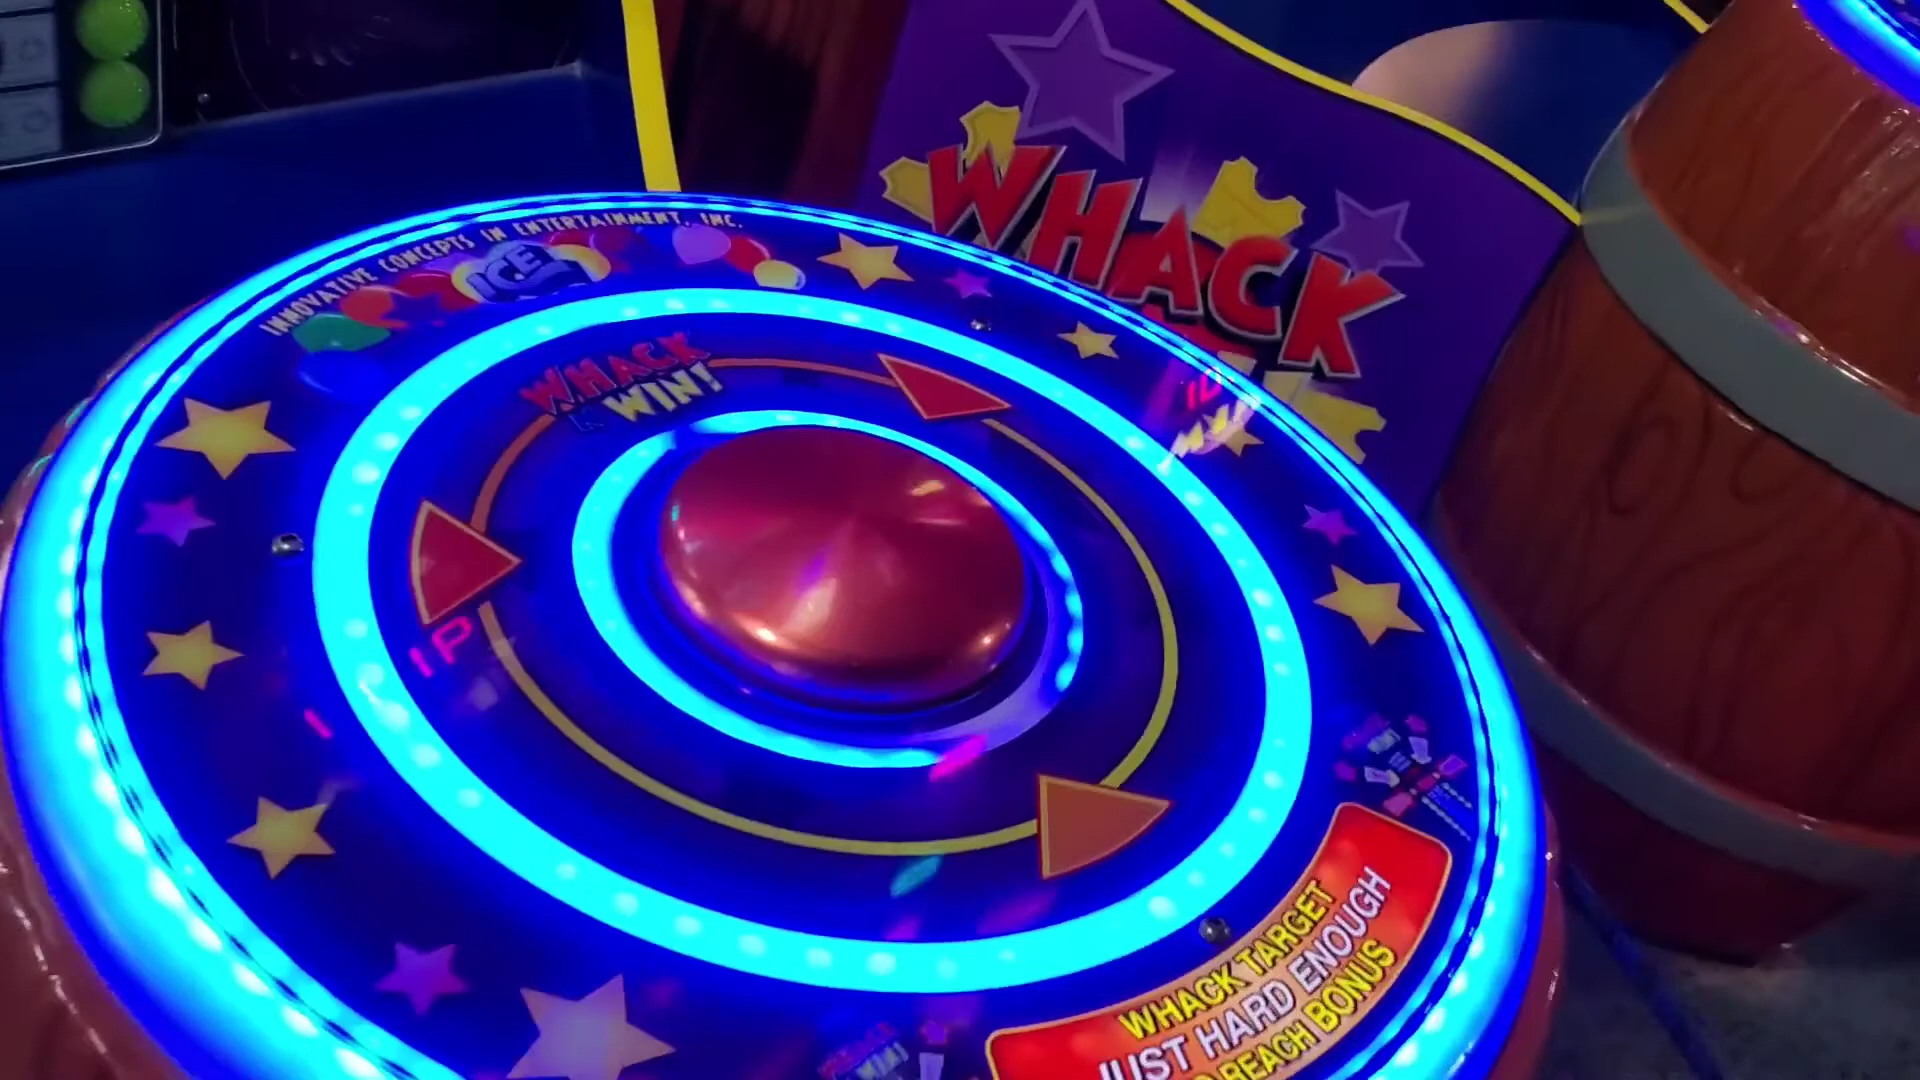 INNOVATIVE CONCEPTS IN ENTERTAINMENT, INC.
ICE
WHACK
WHACK
N WIN!
1P
WHACK TARGET
JUST HARD ENOUGH
REACH BONUS